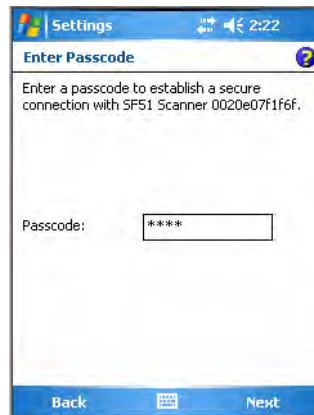 Settings 2:22
Enter Passcode
Enter a passcode to establish a secure
connection with SF51 Scanner 0020e07f1f6f.
Passcode: ****
Back Next